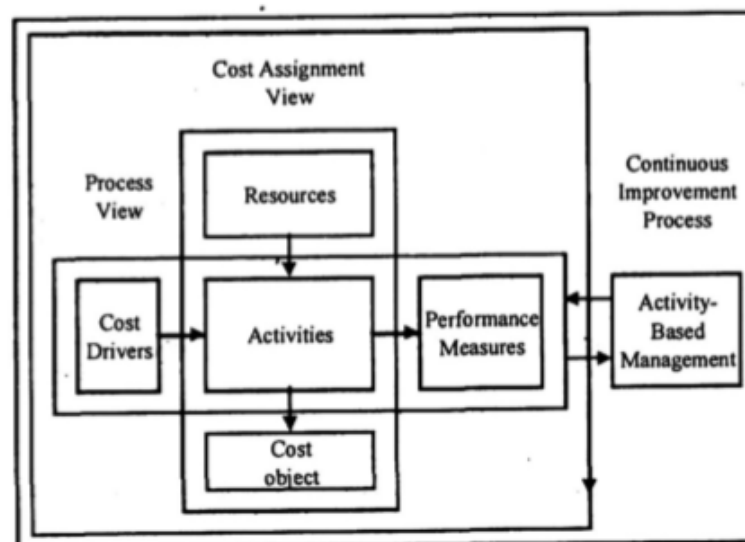 Cost Assignment
View
Process
View
Resources
Continuous
Improvement
Process
Cost
Drivers
Activities
Performance
Measures
Activity-
Based
Management
Cost
object